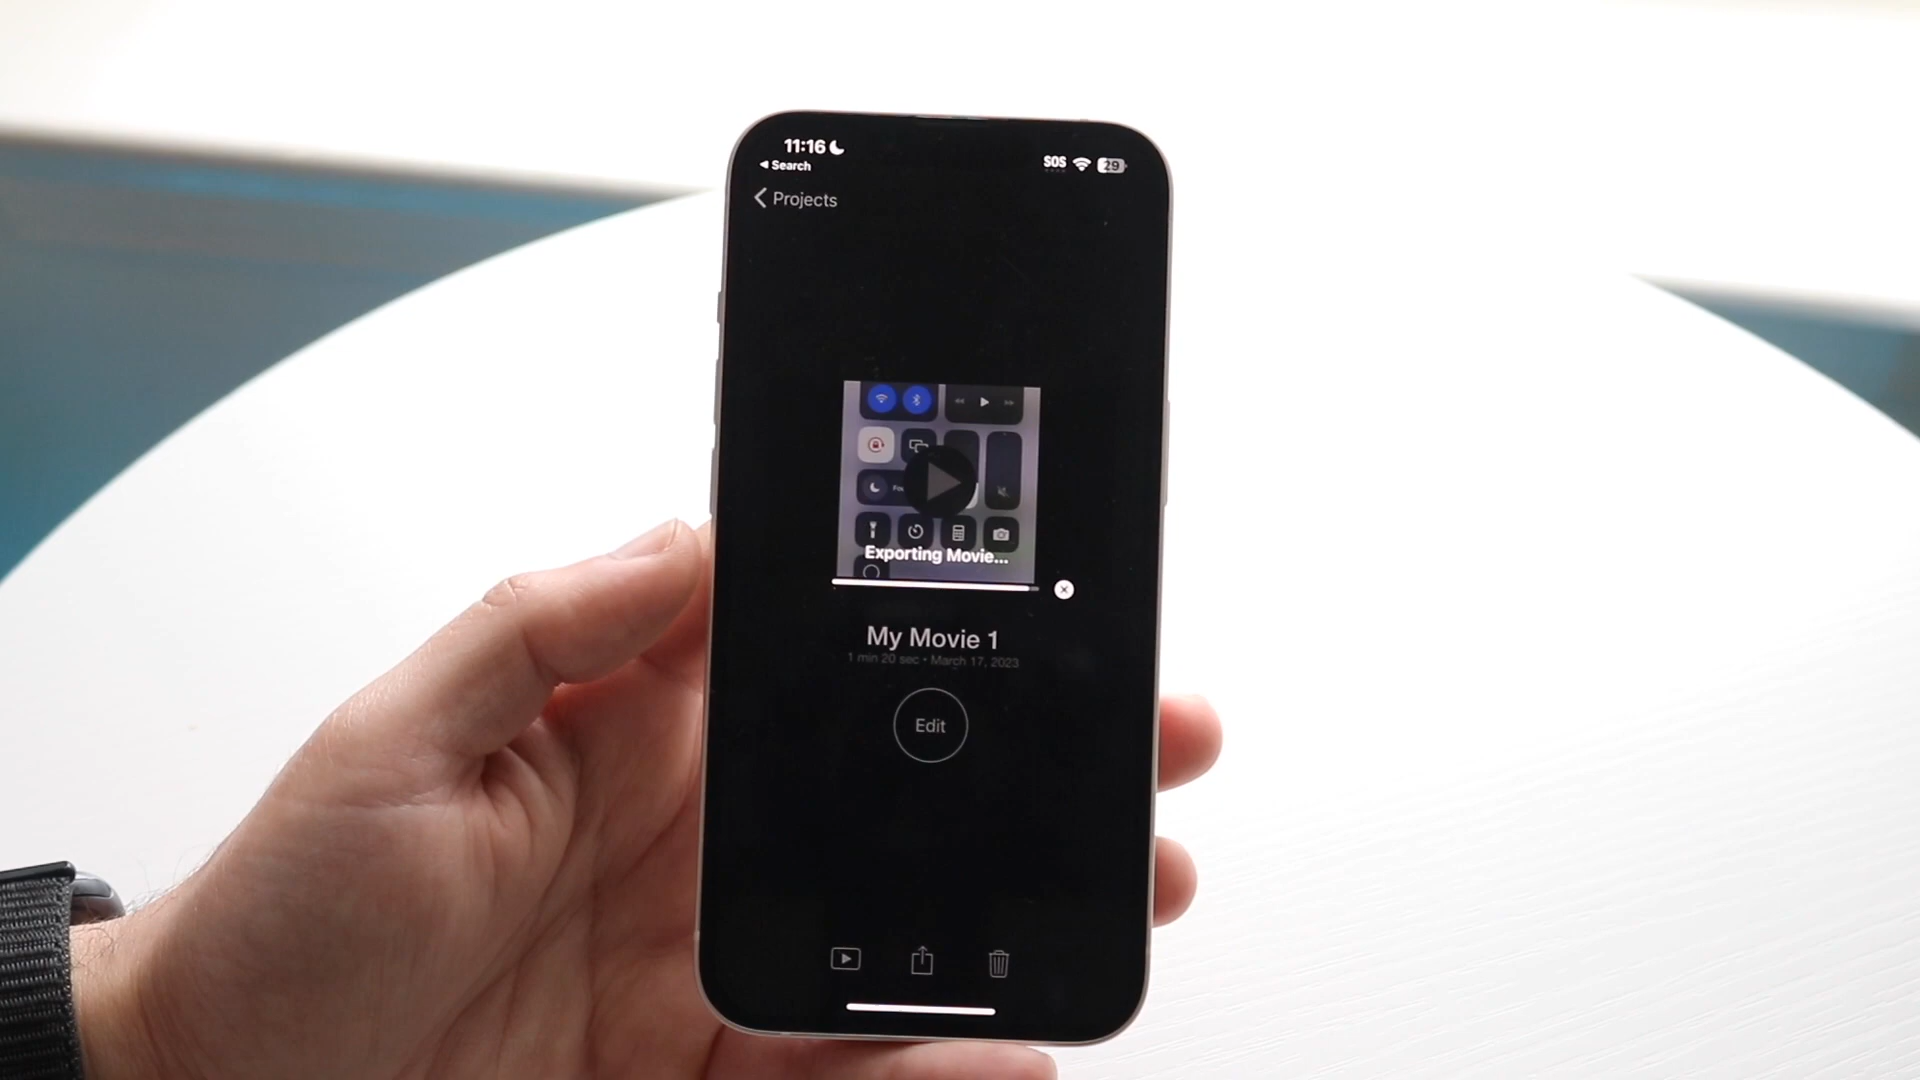 11:16
SOS 29
Search
Projects
Exporting Movie...
My Movie 1
1 min 20 sec • March 17, 2023
Edit